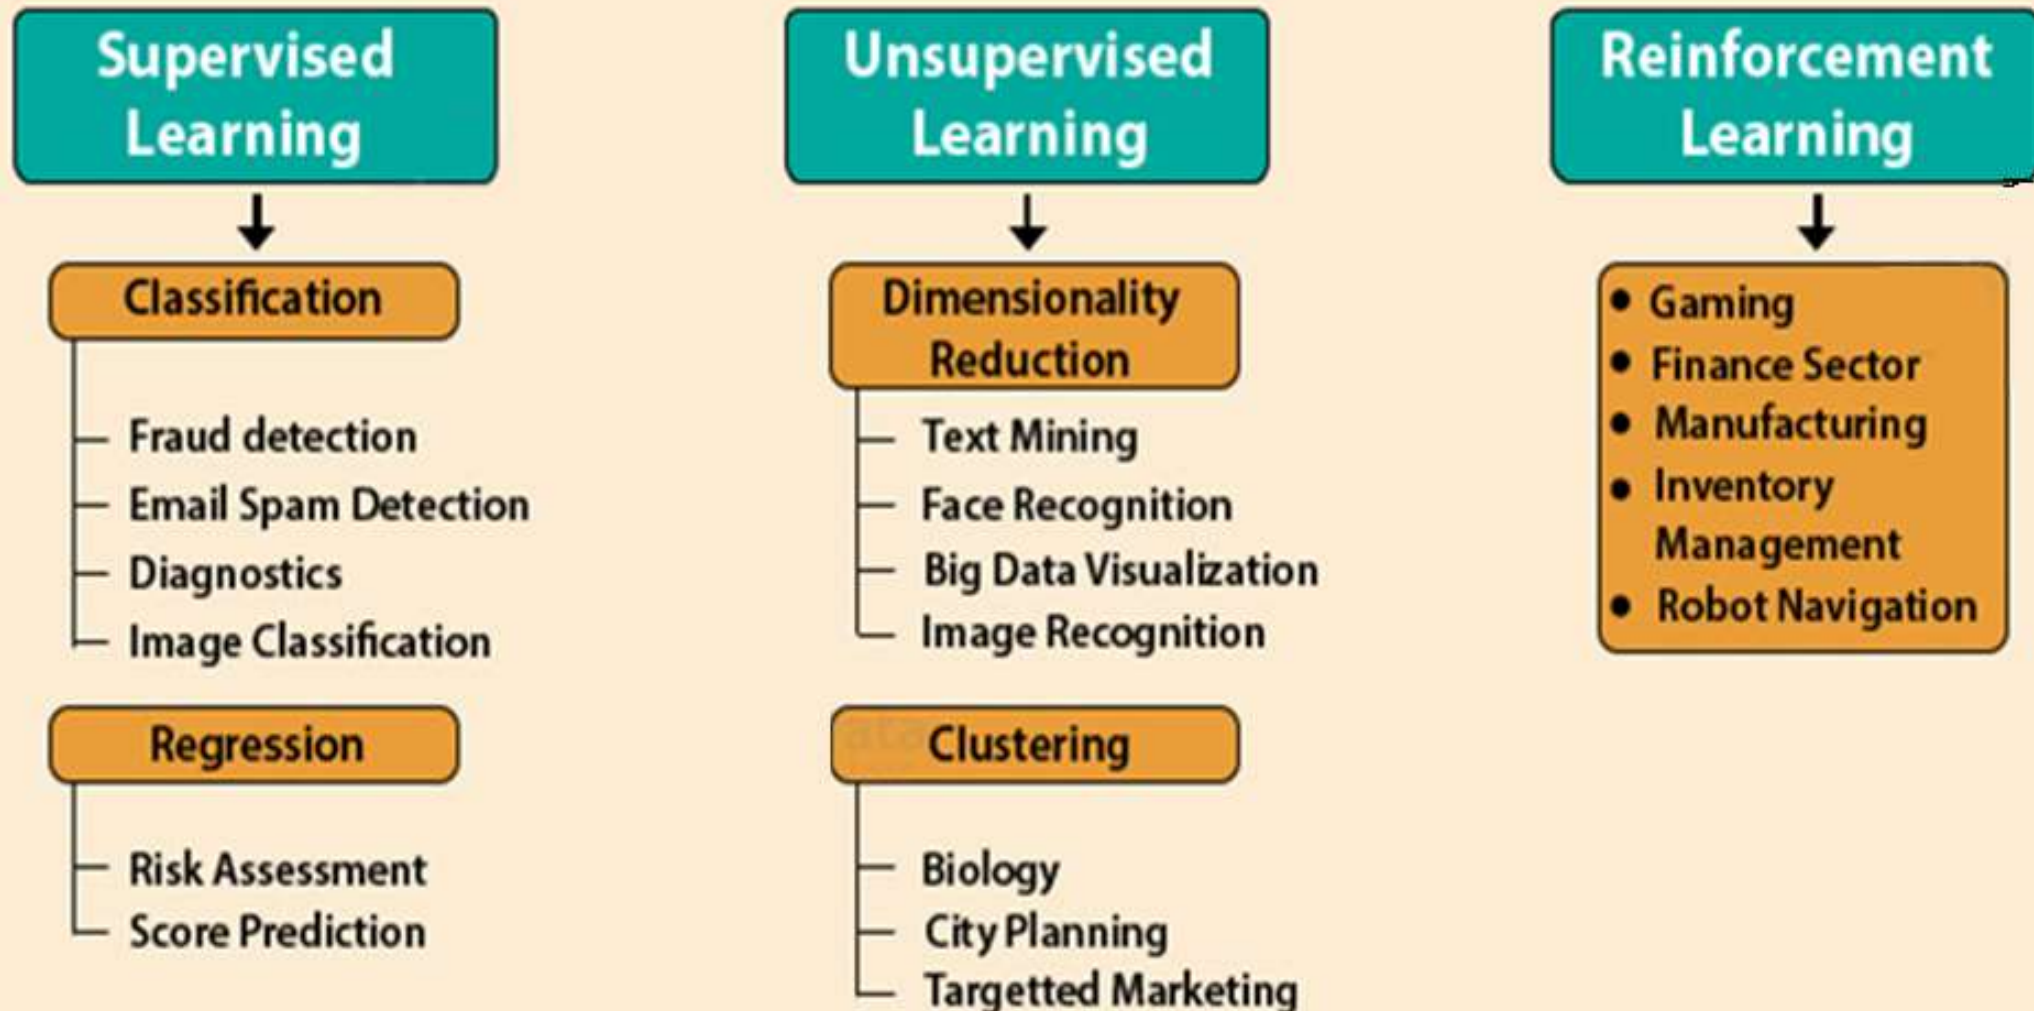 Supervised
Learning
Classification
Fraud detection
Email Spam Detection
Diagnostics
Image Classification
Regression
Risk Assessment
Score Prediction
Unsupervised
Learning
Dimensionality
Reduction
Text Mining
Face Recognition
Big Data Visualization
Image Recognition
Clustering
Biology
City Planning
Targetted Marketing
Reinforcement
Learning
• Gaming
• Finance Sector
• Manufacturing
• Inventory
Management
• Robot Navigation